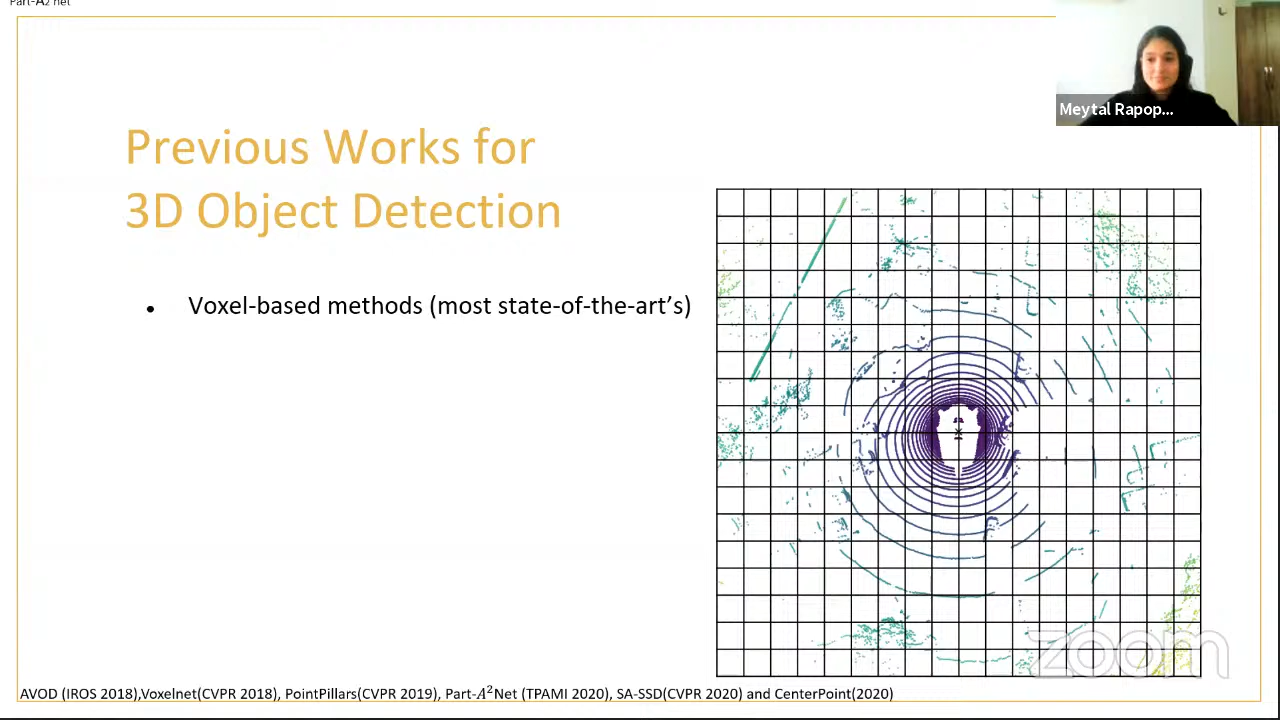 Part-A2 net
Meytal Rapop...
Previous Works for
3D Object Detection
● Voxel-based methods (most state-of-the-art’s)
zoom
AVOD (IROS 2018),Voxelnet(CVPR 2018), PointPillars(CVPR 2019), Part-A²Net (TPAMI 2020), SA-SSD(CVPR 2020) and CenterPoint(2020)